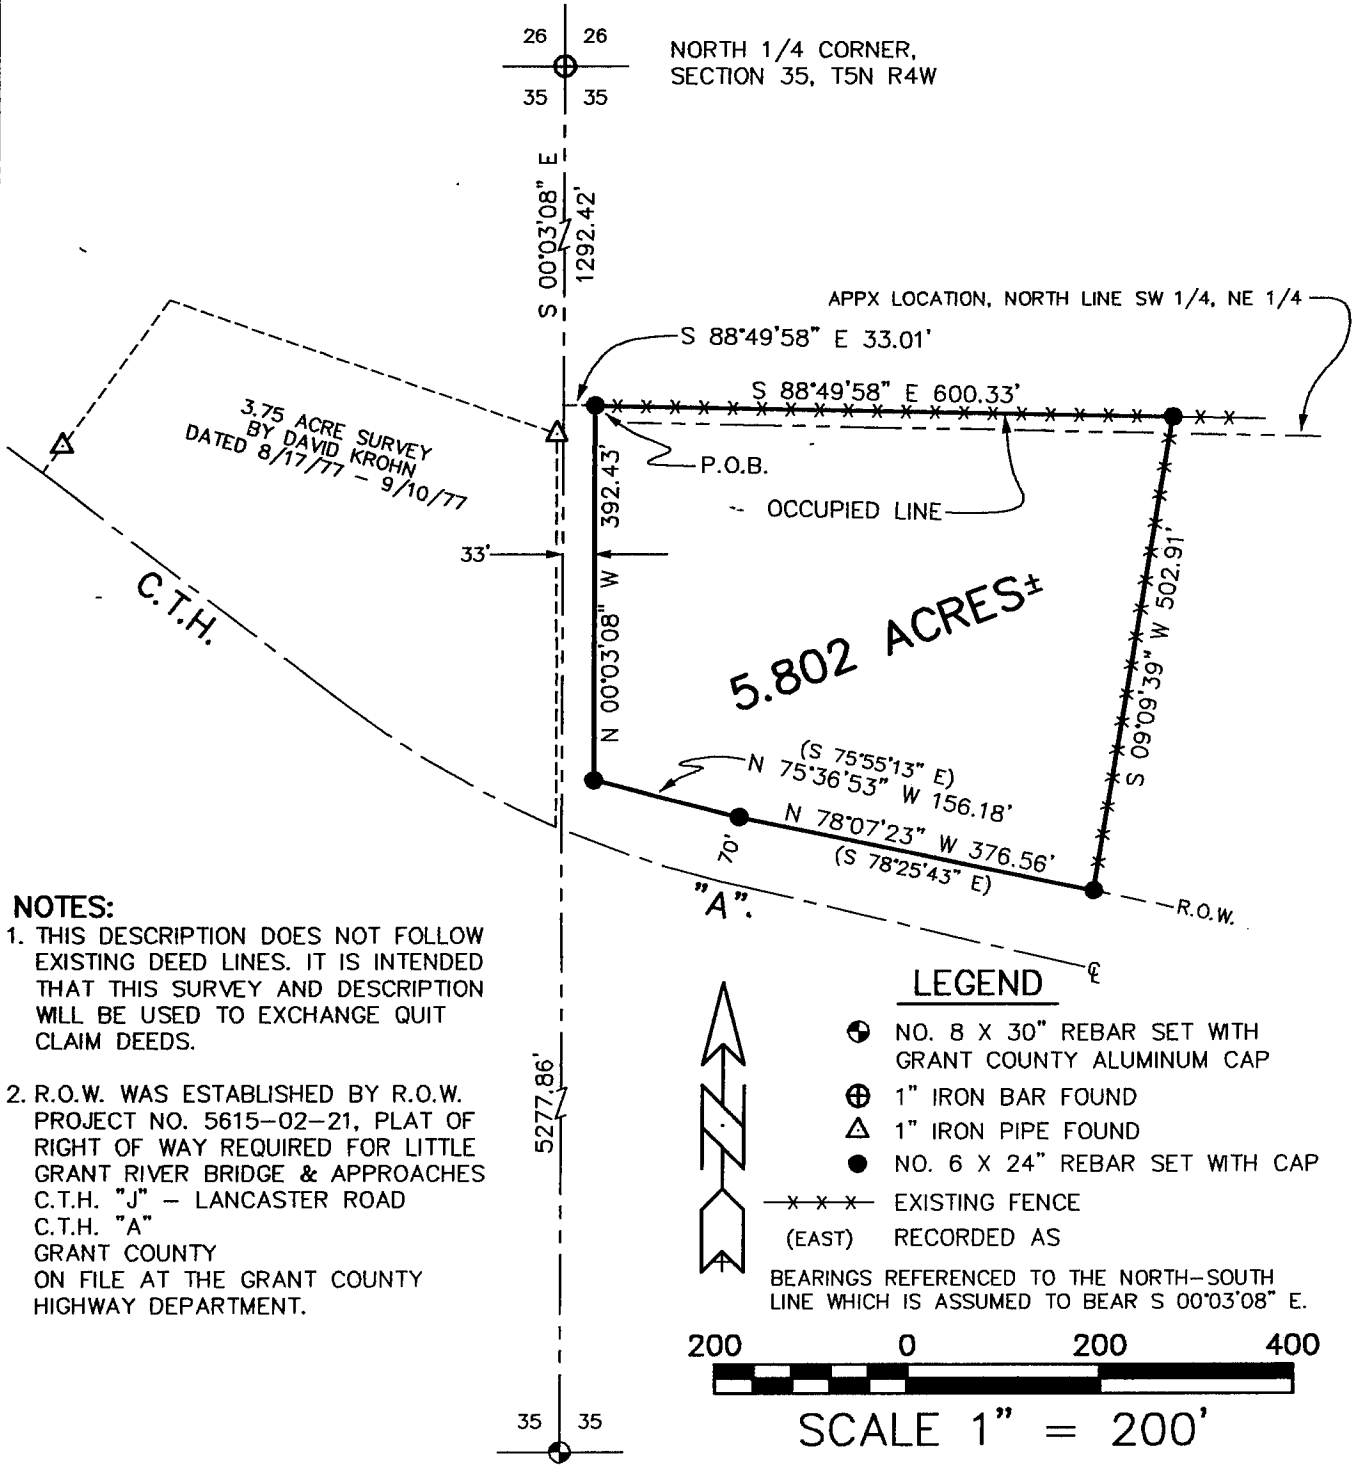 26 26
NORTH 1/4 CORNER,
SECTION 35, T5N R4W
35 35
S 00°03'08" E
1292.42'
APPX LOCATION, NORTH LINE SW 1/4, NE 1/4
S 88°49'58" E 33.01'
S 88°49'58" E 600.33'
3.75 ACRE SURVEY
BY DAVID KROHN
DATED 8/17/77 - 9/10/77
P.O.B.
OCCUPIED LINE
33'
N 00°03'08" W 392.43'
C.T.H.
5.802 ACRES±
S 09°09'39" W 502.91'
(S 75°55'13" E)
N 75°36'53" W 156.18'
N 78°07'23" W 376.56'
(S 78°25'43" E)
70'
"A".
R.O.W.
℄
NOTES:
1. THIS DESCRIPTION DOES NOT FOLLOW
EXISTING DEED LINES. IT IS INTENDED
THAT THIS SURVEY AND DESCRIPTION
WILL BE USED TO EXCHANGE QUIT
CLAIM DEEDS.
2. R.O.W. WAS ESTABLISHED BY R.O.W.
PROJECT NO. 5615-02-21, PLAT OF
RIGHT OF WAY REQUIRED FOR LITTLE
GRANT RIVER BRIDGE & APPROACHES
C.T.H. "J" - LANCASTER ROAD
C.T.H. "A"
GRANT COUNTY
ON FILE AT THE GRANT COUNTY
HIGHWAY DEPARTMENT.
5277.86'
LEGEND
NO. 8 X 30" REBAR SET WITH
GRANT COUNTY ALUMINUM CAP
1" IRON BAR FOUND
1" IRON PIPE FOUND
NO. 6 X 24" REBAR SET WITH CAP
EXISTING FENCE
(EAST) RECORDED AS
BEARINGS REFERENCED TO THE NORTH-SOUTH
LINE WHICH IS ASSUMED TO BEAR S 00°03'08" E.
200 0 200 400
SCALE 1" = 200'
35 35